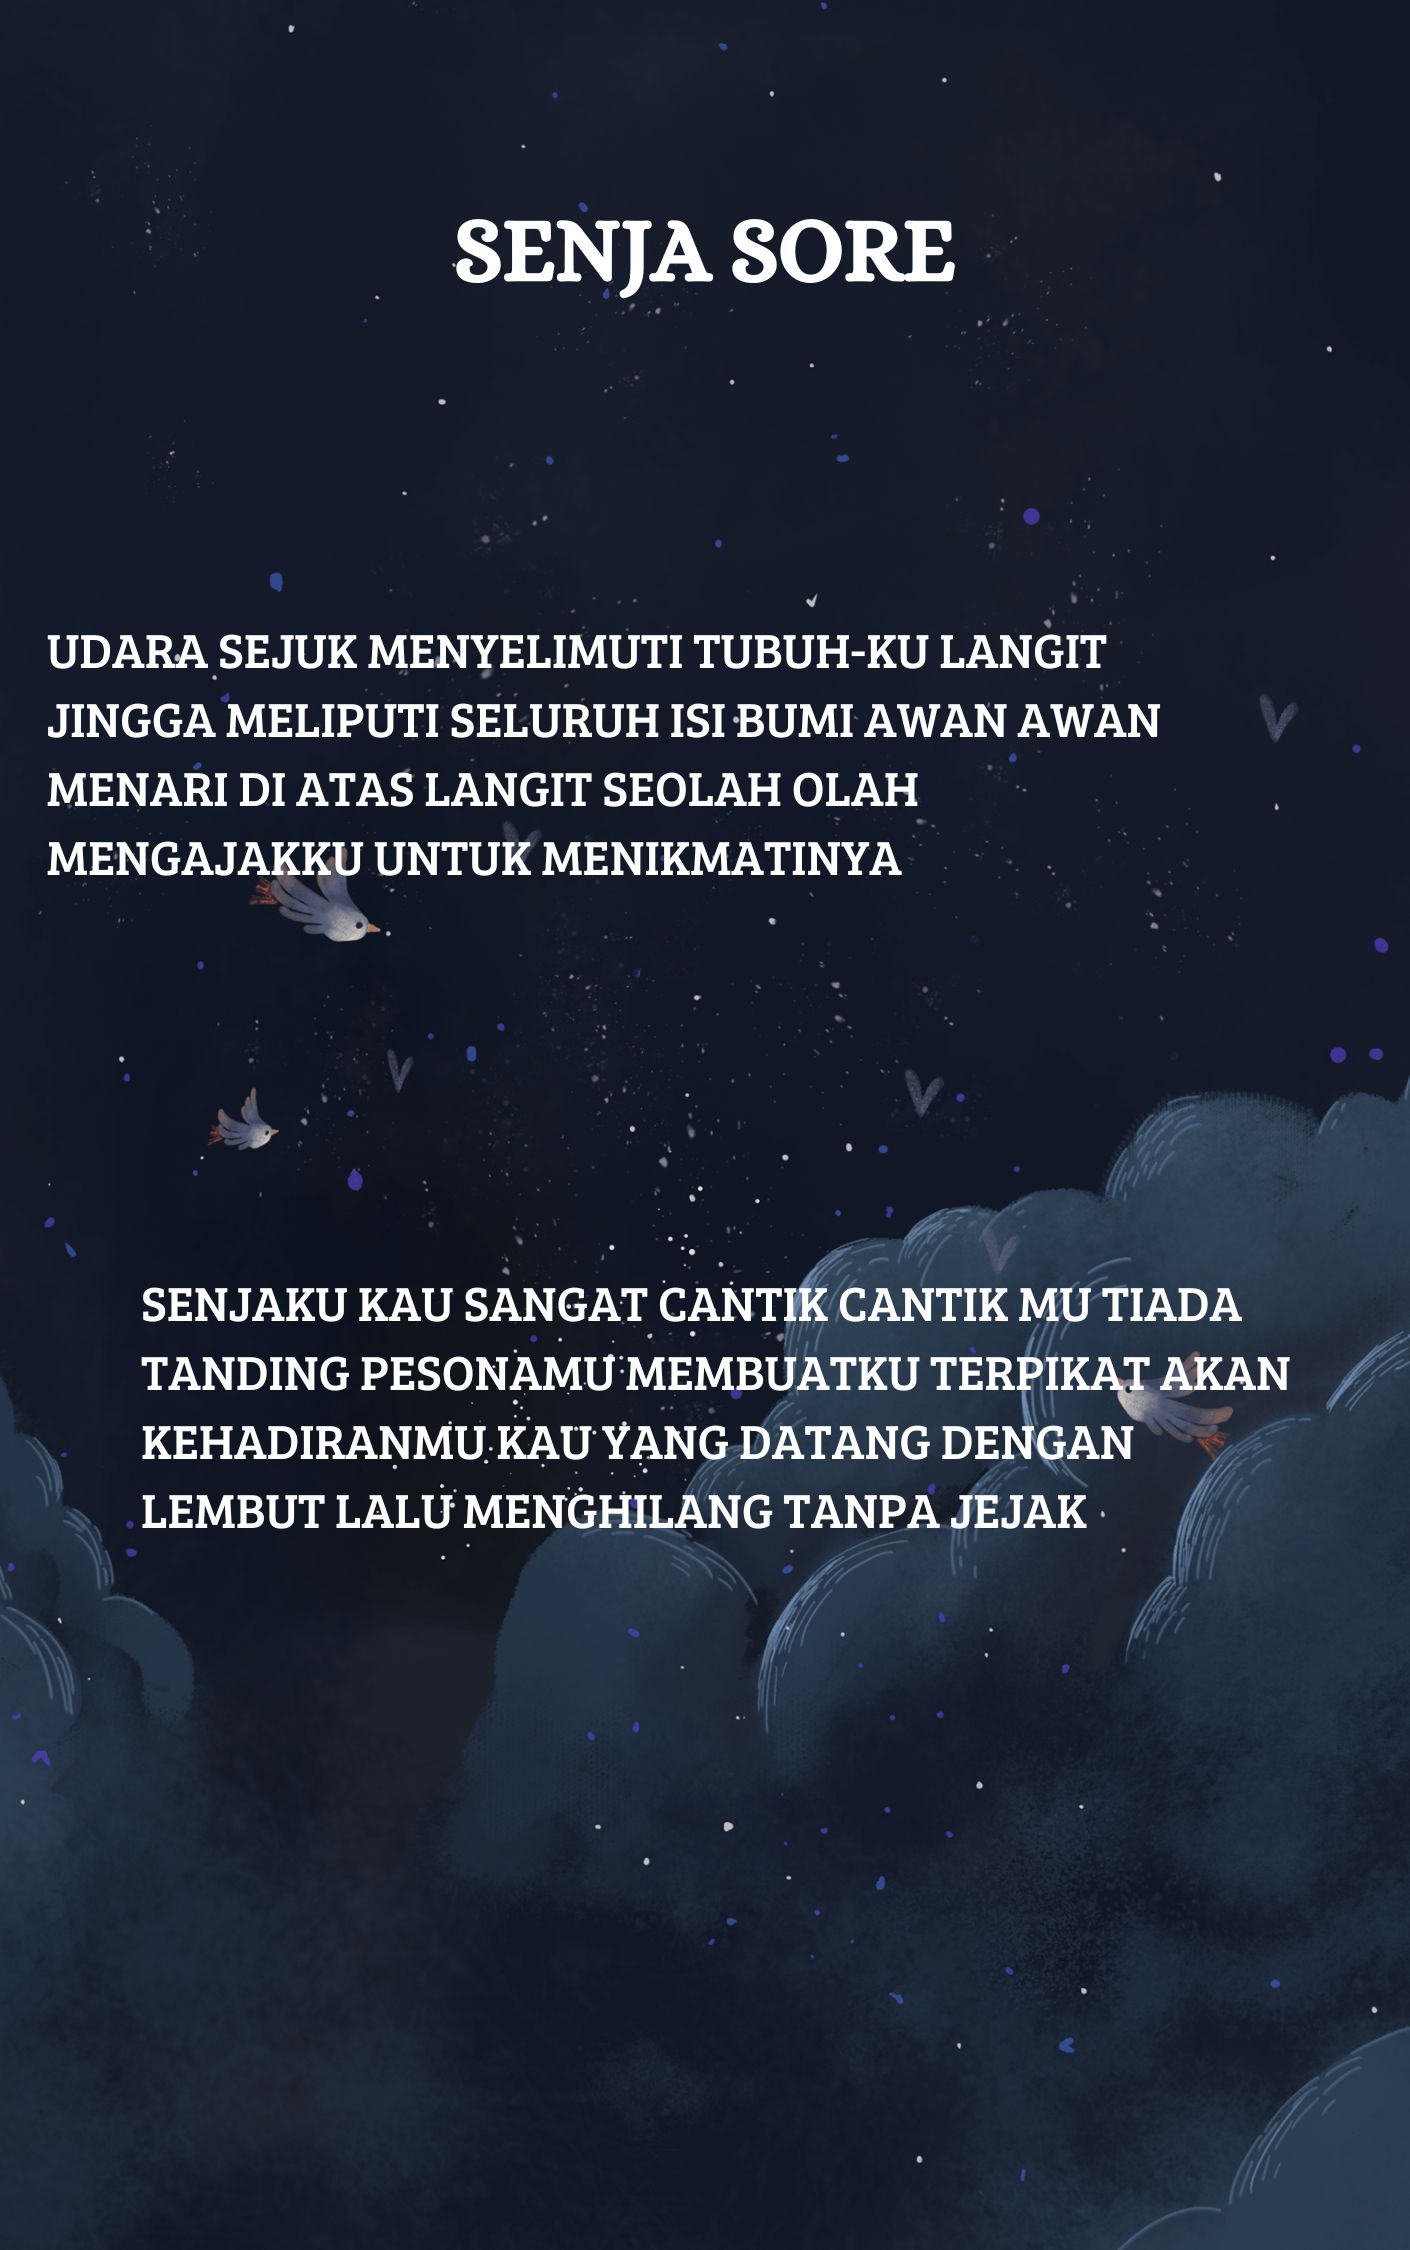 SENJA SORE
UDARA SEJUK MENYELIMUTI TUBUH-KU LANGIT
JINGGA MELIPUTI SELURUH ISI BUMI AWAN AWAN
MENARI DI ATAS LANGIT SEOLAH OLAH
MENGAJAKKU UNTUK MENIKMATINYA
SENJAKU KAU SANGAT CANTIK CANTIK MU TIADA
TANDING PESONAMU MEMBUATKU TERPIKAT AKAN
KEHADIRANMU KAU YANG DATANG DENGAN
LEMBUT LALU MENGHILANG TANPA JEJAK